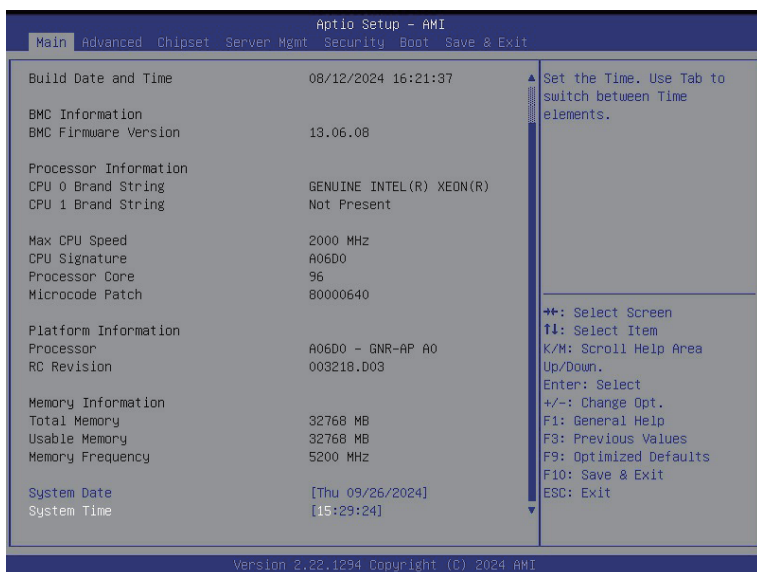 Aptio Setup – AMI
Main Advanced Chipset Server Mgmt Security Boot Save & Exit
Build Date and Time 08/12/2024 16:21:37
BMC Information
BMC Firmware Version 13.06.08
Processor Information
CPU 0 Brand String GENUINE INTEL(R) XEON(R)
CPU 1 Brand String Not Present
Max CPU Speed 2000 MHz
CPU Signature A06D0
Processor Core 96
Microcode Patch 80000640
Platform Information
Processor A06D0 – GNR-AP A0
RC Revision 003218.D03
Memory Information
Total Memory 32768 MB
Usable Memory 32768 MB
Memory Frequency 5200 MHz
System Date [Thu 09/26/2024]
System Time [15:29:24]
Set the Time. Use Tab to
switch between Time
elements.
→←: Select Screen
↑↓: Select Item
K/M: Scroll Help Area
Up/Down.
Enter: Select
+/-: Change Opt.
F1: General Help
F3: Previous Values
F9: Optimized Defaults
F10: Save & Exit
ESC: Exit
Version 2.22.1294 Copyright (C) 2024 AMI